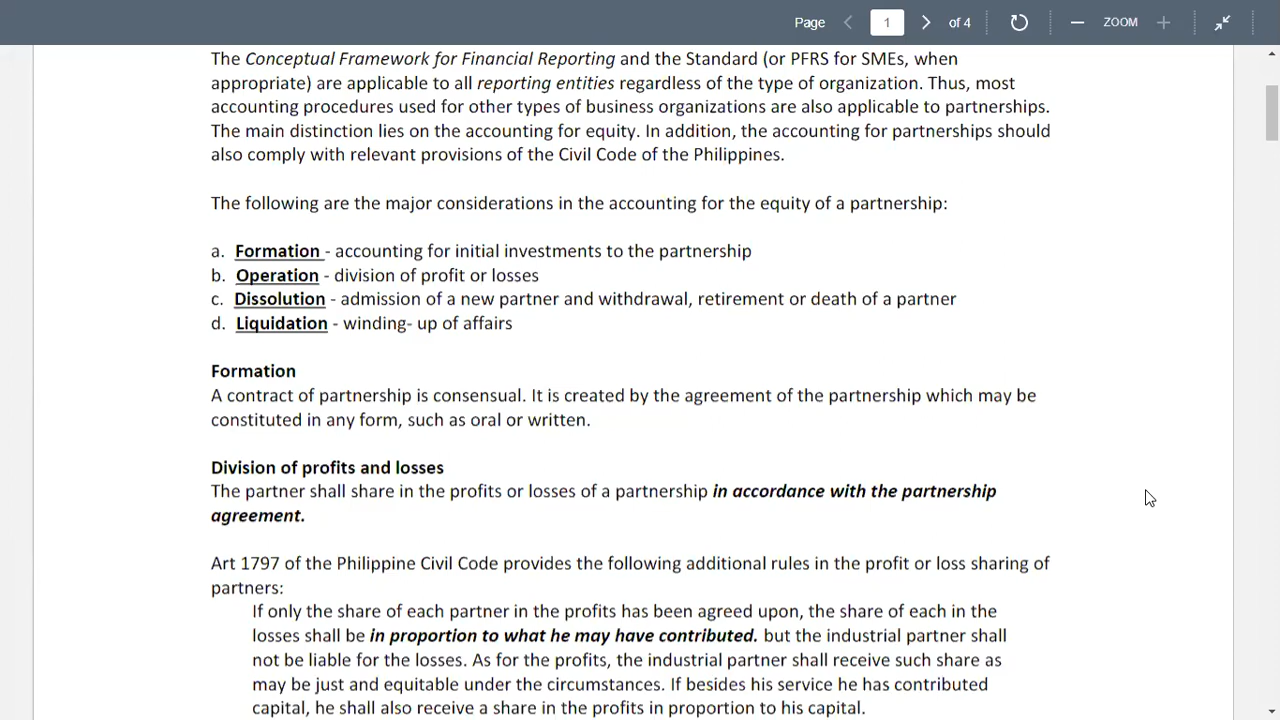 Page 1 of 4 ZOOM
The Conceptual Framework for Financial Reporting and the Standard (or PFRS for SMEs, when
appropriate) are applicable to all reporting entities regardless of the type of organization. Thus, most
accounting procedures used for other types of business organizations are also applicable to partnerships.
The main distinction lies on the accounting for equity. In addition, the accounting for partnerships should
also comply with relevant provisions of the Civil Code of the Philippines.
The following are the major considerations in the accounting for the equity of a partnership:
a. Formation - accounting for initial investments to the partnership
b. Operation - division of profit or losses
c. Dissolution - admission of a new partner and withdrawal, retirement or death of a partner
d. Liquidation - winding- up of affairs
Formation
A contract of partnership is consensual. It is created by the agreement of the partnership which may be
constituted in any form, such as oral or written.
Division of profits and losses
The partner shall share in the profits or losses of a partnership in accordance with the partnership
agreement.
Art 1797 of the Philippine Civil Code provides the following additional rules in the profit or loss sharing of
partners:
If only the share of each partner in the profits has been agreed upon, the share of each in the
losses shall be in proportion to what he may have contributed. but the industrial partner shall
not be liable for the losses. As for the profits, the industrial partner shall receive such share as
may be just and equitable under the circumstances. If besides his service he has contributed
capital, he shall also receive a share in the profits in proportion to his capital.